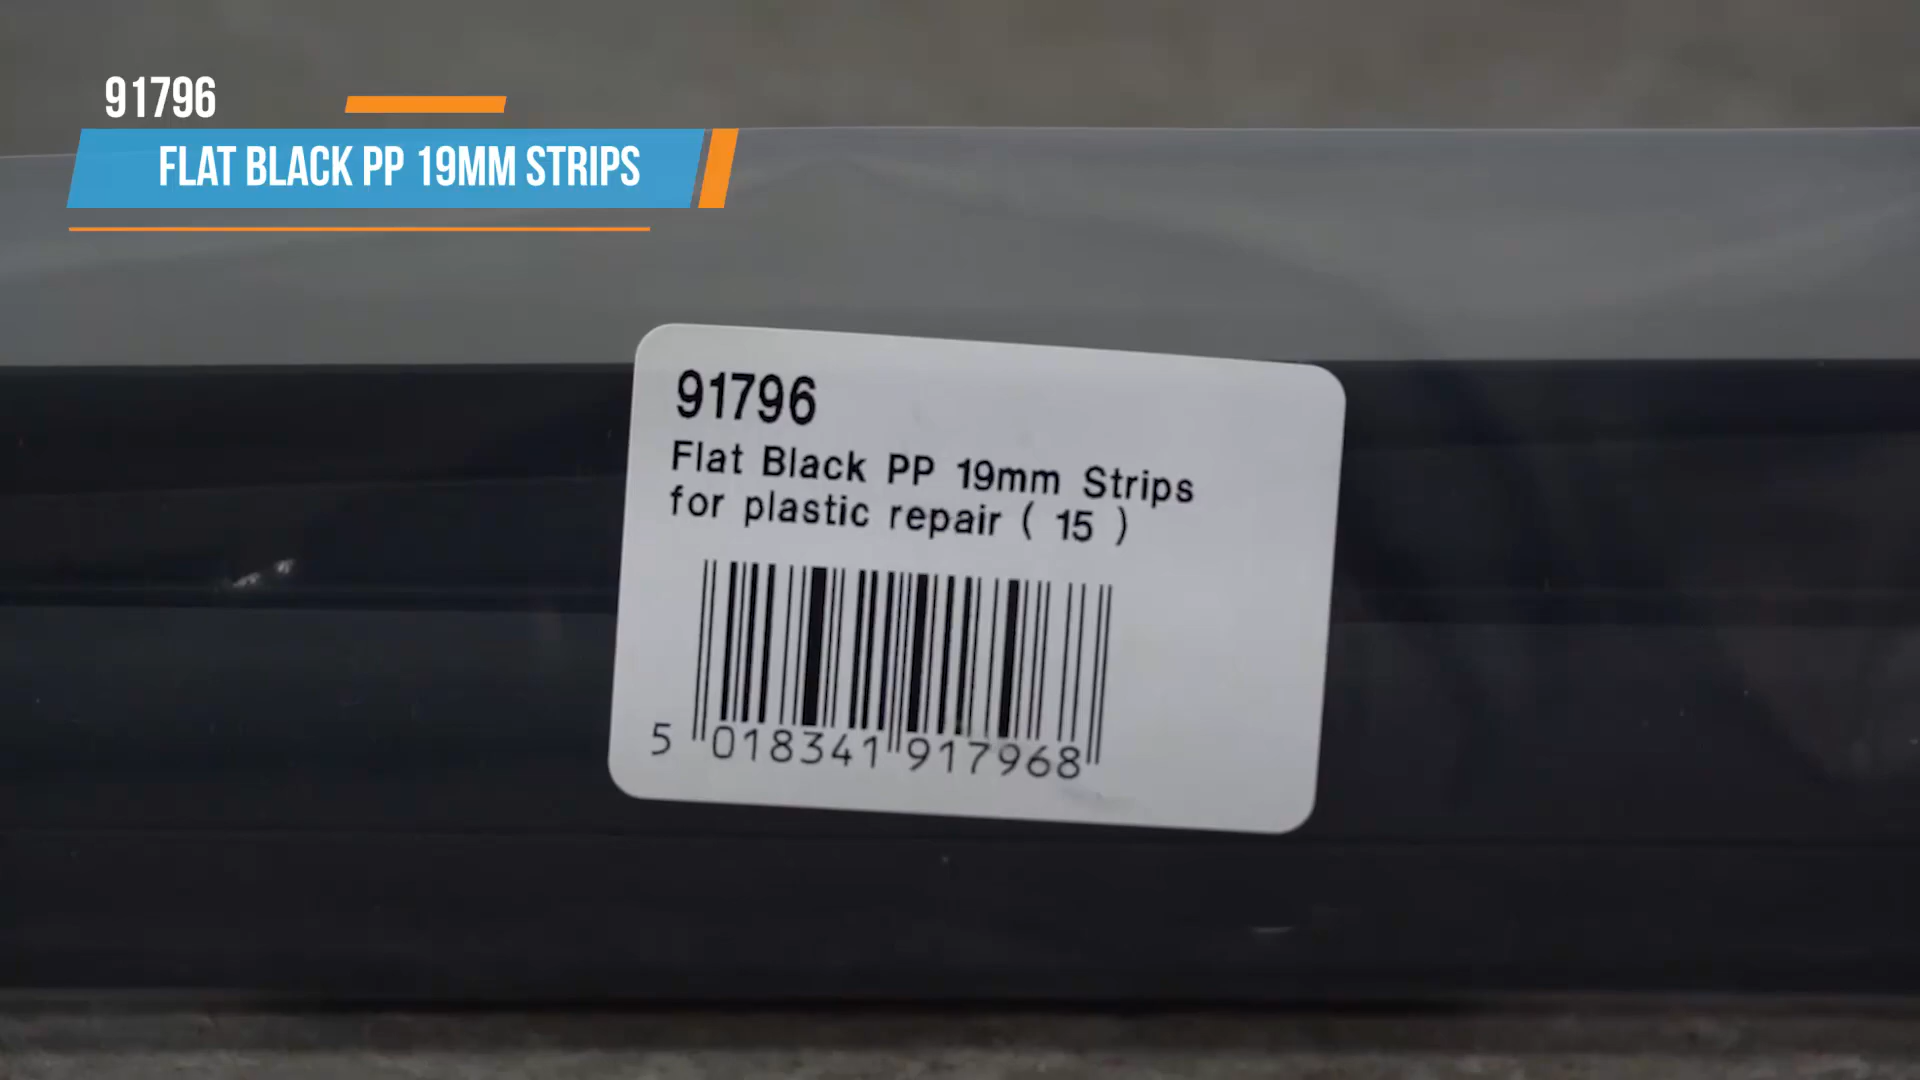 91796
FLAT BLACK PP 19MM STRIPS
91796
Flat Black PP 19mm Strips
for plastic repair ( 15 )
5 018341 917968